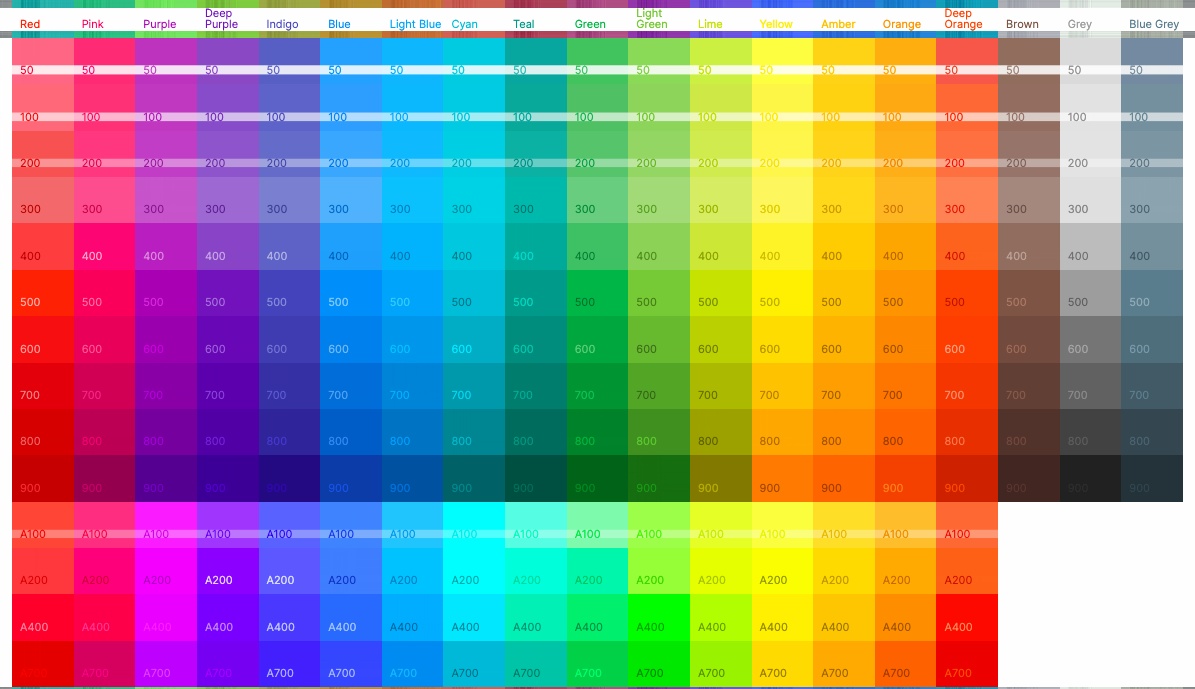 Red Pink Purple Deep Purple Indigo Blue Light Blue Cyan Teal Green Light Green Lime Yellow Amber Orange Deep Orange Brown Grey Blue Grey
50 50 50 50 50 50 50 50 50 50 50 50 50 50 50 50 50 50 50
100 100 100 100 100 100 100 100 100 100 100 100 100 100 100 100 100 100 100
200 200 200 200 200 200 200 200 200 200 200 200 200 200 200 200 200 200 200
300 300 300 300 300 300 300 300 300 300 300 300 300 300 300 300 300 300 300
400 400 400 400 400 400 400 400 400 400 400 400 400 400 400 400 400 400 400
500 500 500 500 500 500 500 500 500 500 500 500 500 500 500 500 500 500 500
600 600 600 600 600 600 600 600 600 600 600 600 600 600 600 600 600 600 600
700 700 700 700 700 700 700 700 700 700 700 700 700 700 700 700 700 700 700
800 800 800 800 800 800 800 800 800 800 800 800 800 800 800 800 800 800 800
900 900 900 900 900 900 900 900 900 900 900 900 900 900 900 900 900 900 900
A100 A100 A100 A100 A100 A100 A100 A100 A100 A100 A100 A100 A100 A100 A100 A100
A200 A200 A200 A200 A200 A200 A200 A200 A200 A200 A200 A200 A200 A200 A200 A200
A400 A400 A400 A400 A400 A400 A400 A400 A400 A400 A400 A400 A400 A400 A400 A400
A700 A700 A700 A700 A700 A700 A700 A700 A700 A700 A700 A700 A700 A700 A700 A700